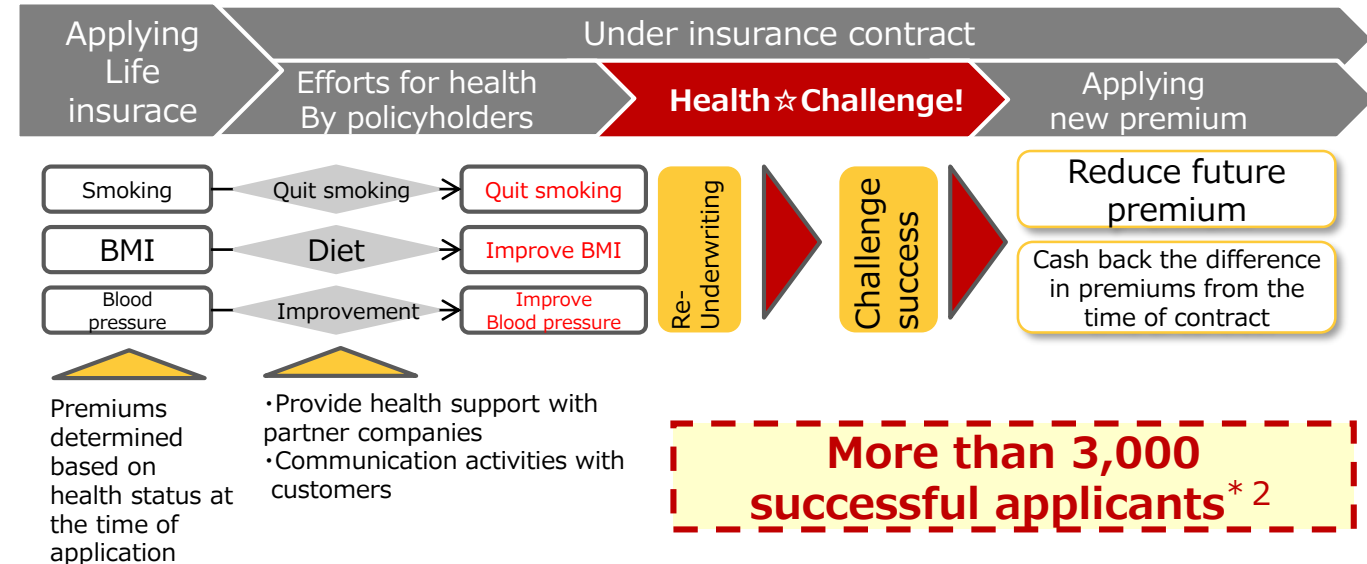 Applying
Life
insurace
Under insurance contract
Efforts for health
By policyholders
Health☆Challenge!
Applying
new premium
Smoking
Quit smoking
Quit smoking
BMI
Diet
Improve BMI
Blood
pressure
Improvement
Improve
Blood pressure
Re-
Underwriting
Challenge
success
Reduce future
premium
Cash back the difference
in premiums from the
time of contract
Premiums
determined
based on
health status at
the time of
application
・Provide health support with
partner companies
・Communication activities with
customers
More than 3,000
successful applicants*2